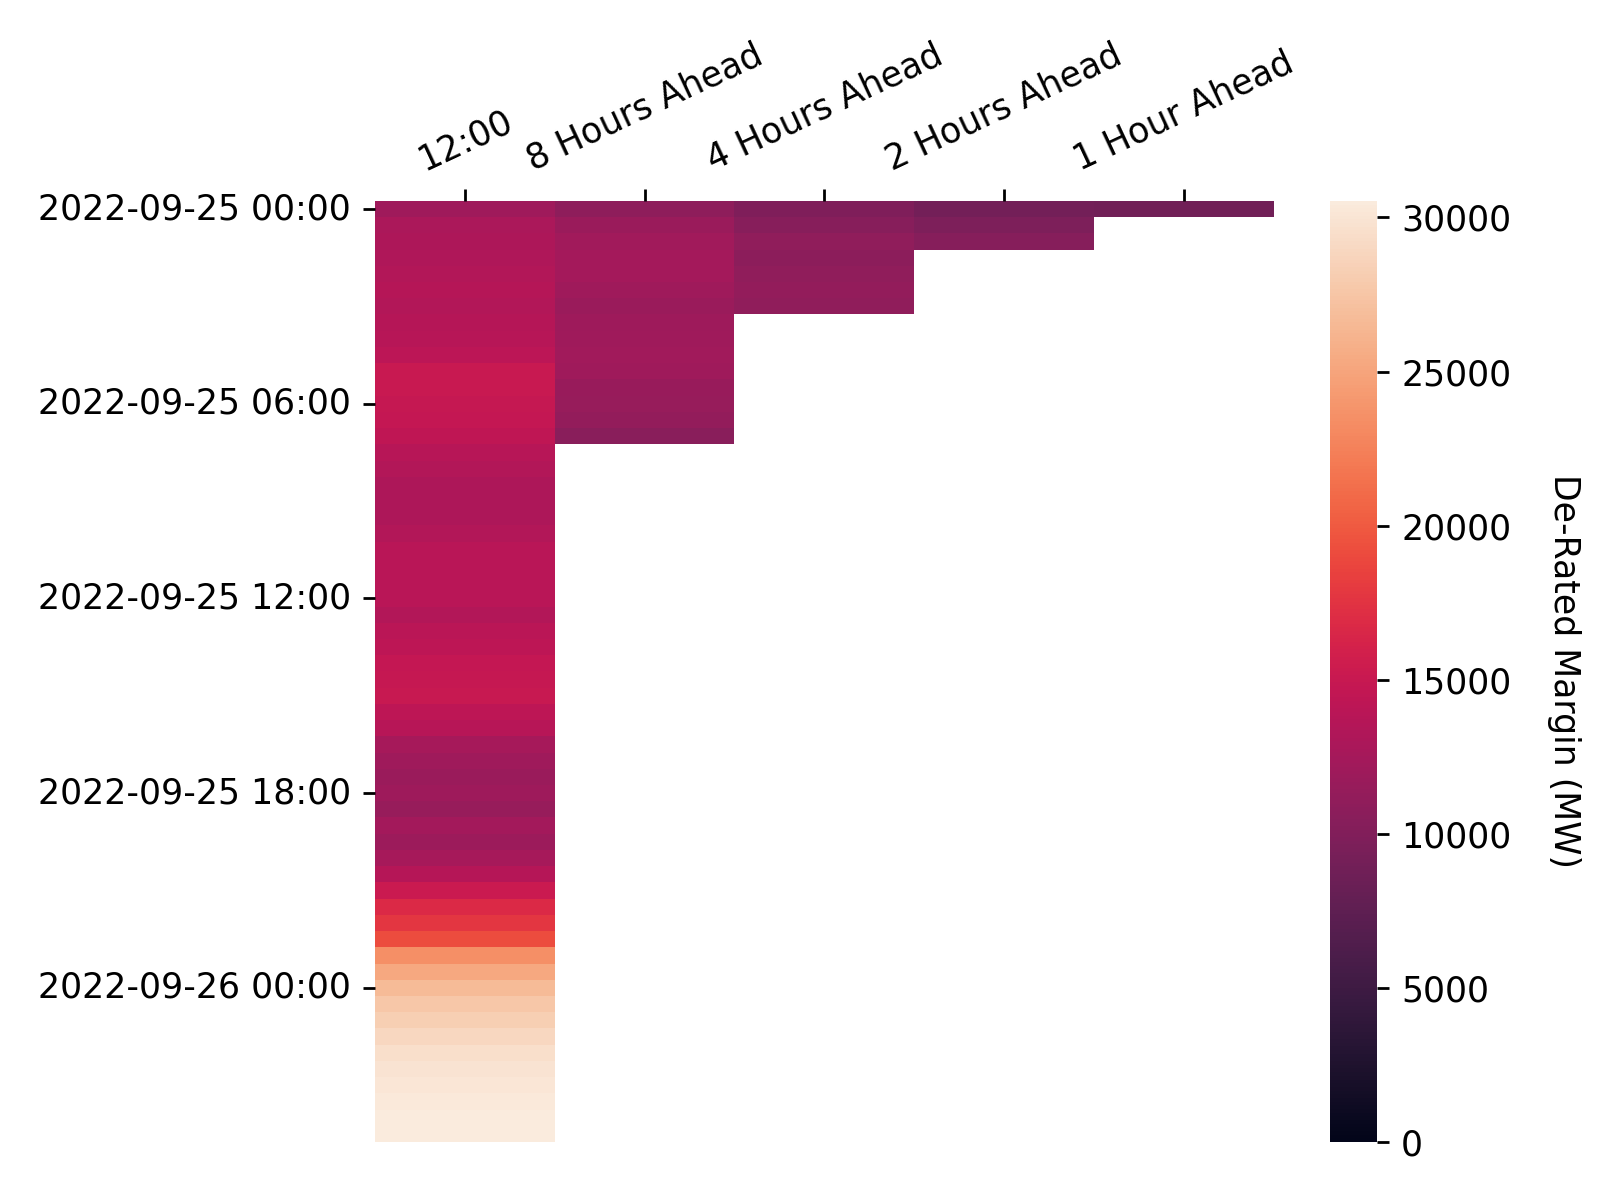 12:00
8 Hours Ahead
4 Hours Ahead
2 Hours Ahead
1 Hour Ahead
2022-09-25 00:00
2022-09-25 06:00
2022-09-25 12:00
2022-09-25 18:00
2022-09-26 00:00
30000
25000
20000
15000
10000
5000
0
De-Rated Margin (MW)